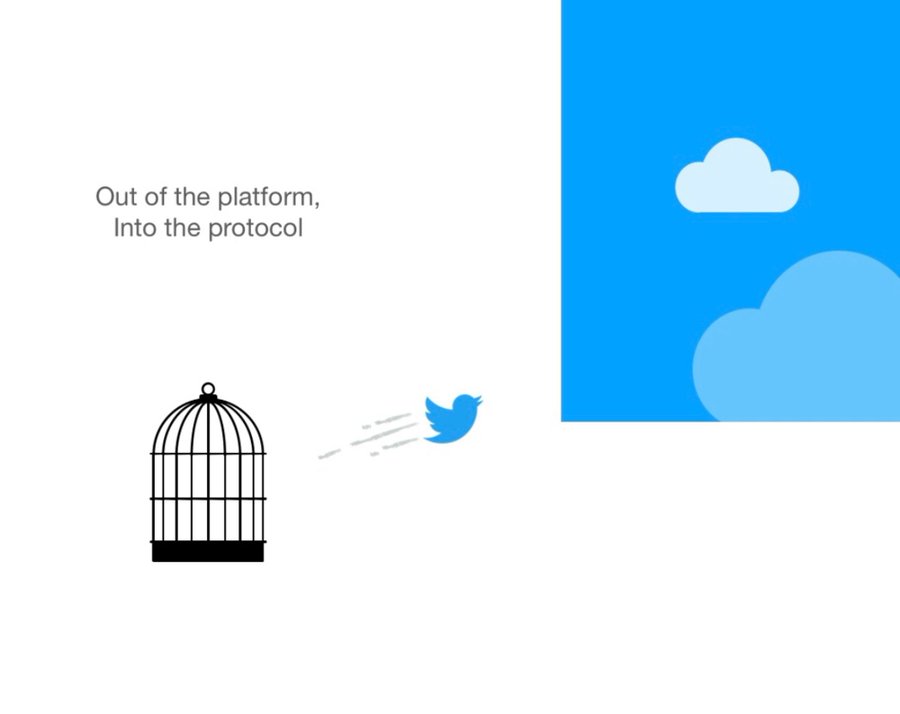 Out of the platform,
Into the protocol